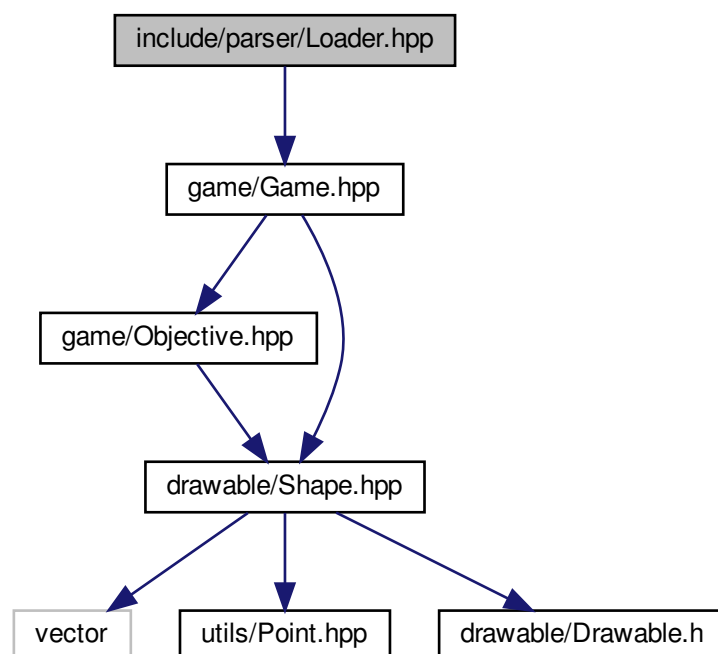 include/parser/Loader.hpp
game/Game.hpp
game/Objective.hpp
drawable/Shape.hpp
vector
utils/Point.hpp
drawable/Drawable.h